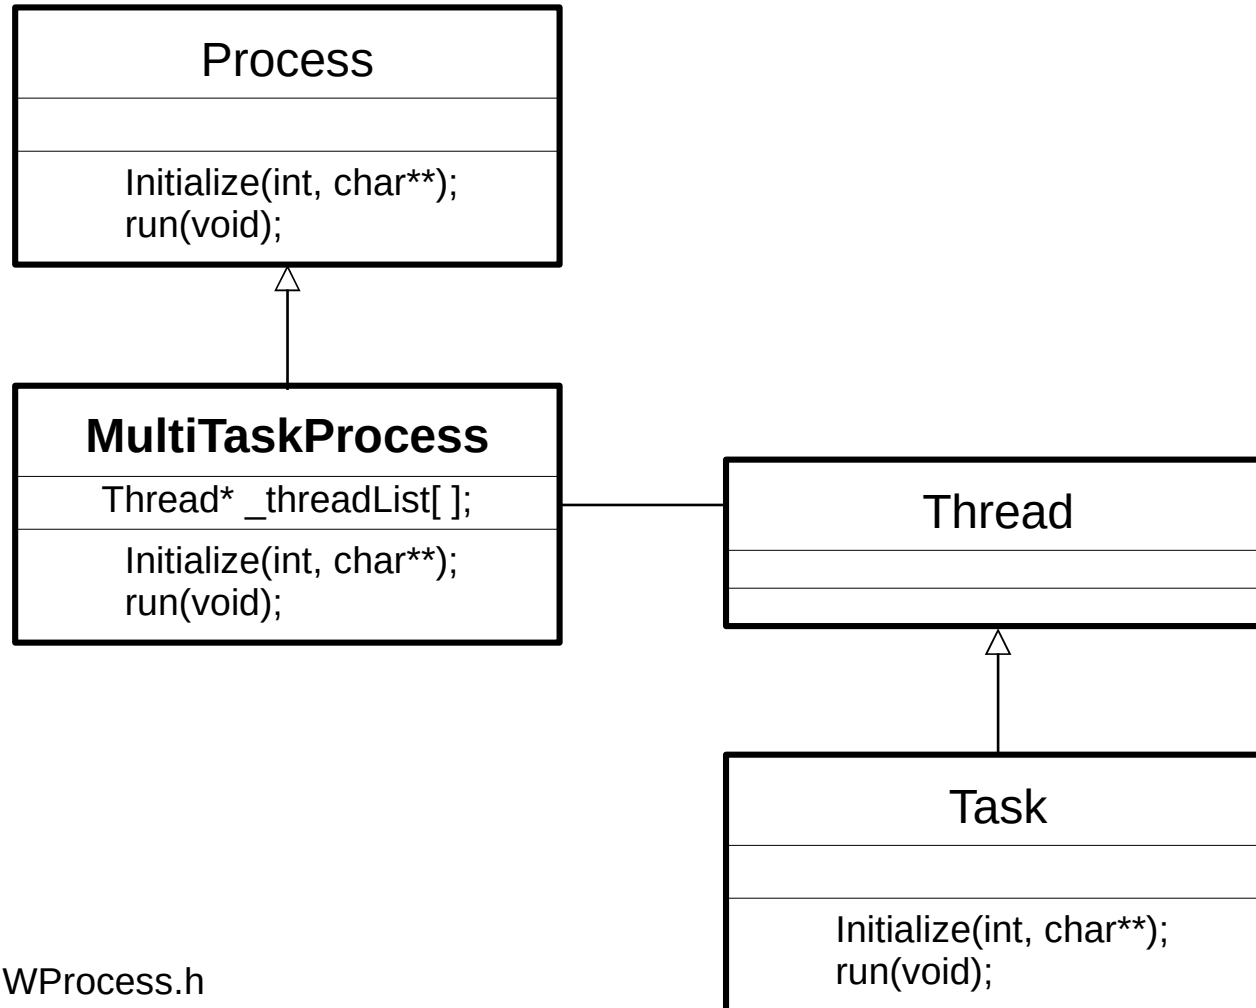 Process
Initialize(int, char**);
run(void);
MultiTaskProcess
Thread* _threadList[ ];
Initialize(int, char**);
run(void);
Thread
Task
Initialize(int, char**);
run(void);
WProcess.h